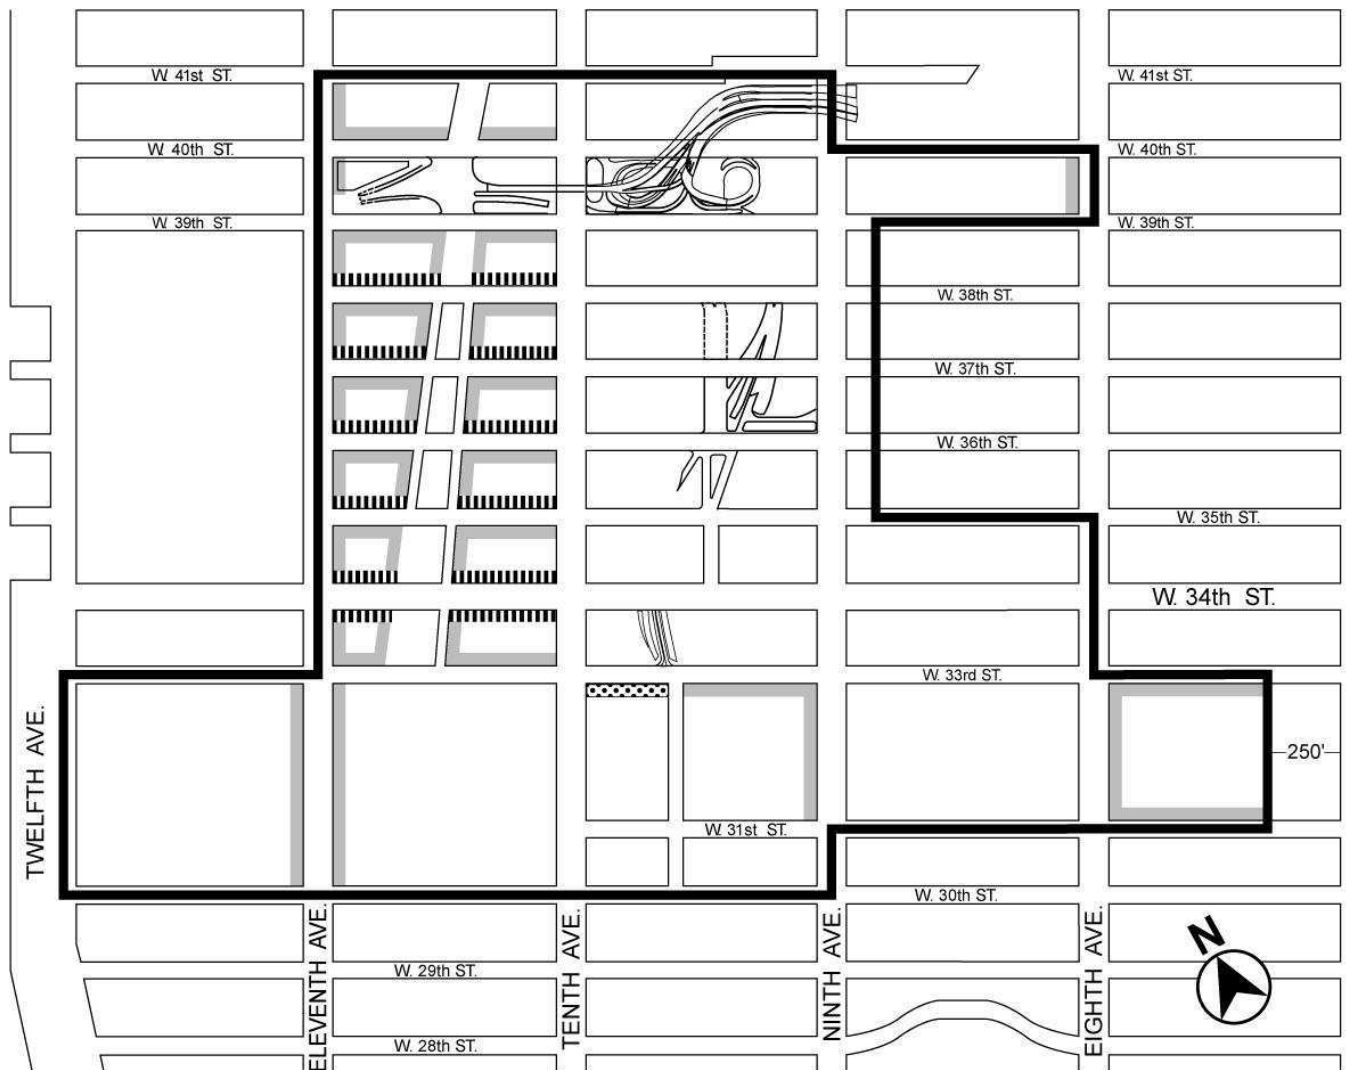 W. 41st ST.
W. 41st ST.
W. 40th ST.
W. 40th ST.
W. 39th ST.
W. 39th ST.
W. 38th ST.
W. 37th ST.
W. 36th ST.
W. 35th ST.
W. 34th ST.
W. 33rd ST.
250'
W. 31st ST.
W. 30th ST.
TWELFTH AVE.
ELEVENTH AVE.
TENTH AVE.
NINTH AVE.
EIGHTH AVE.
N
W. 29th ST.
W. 28th ST.